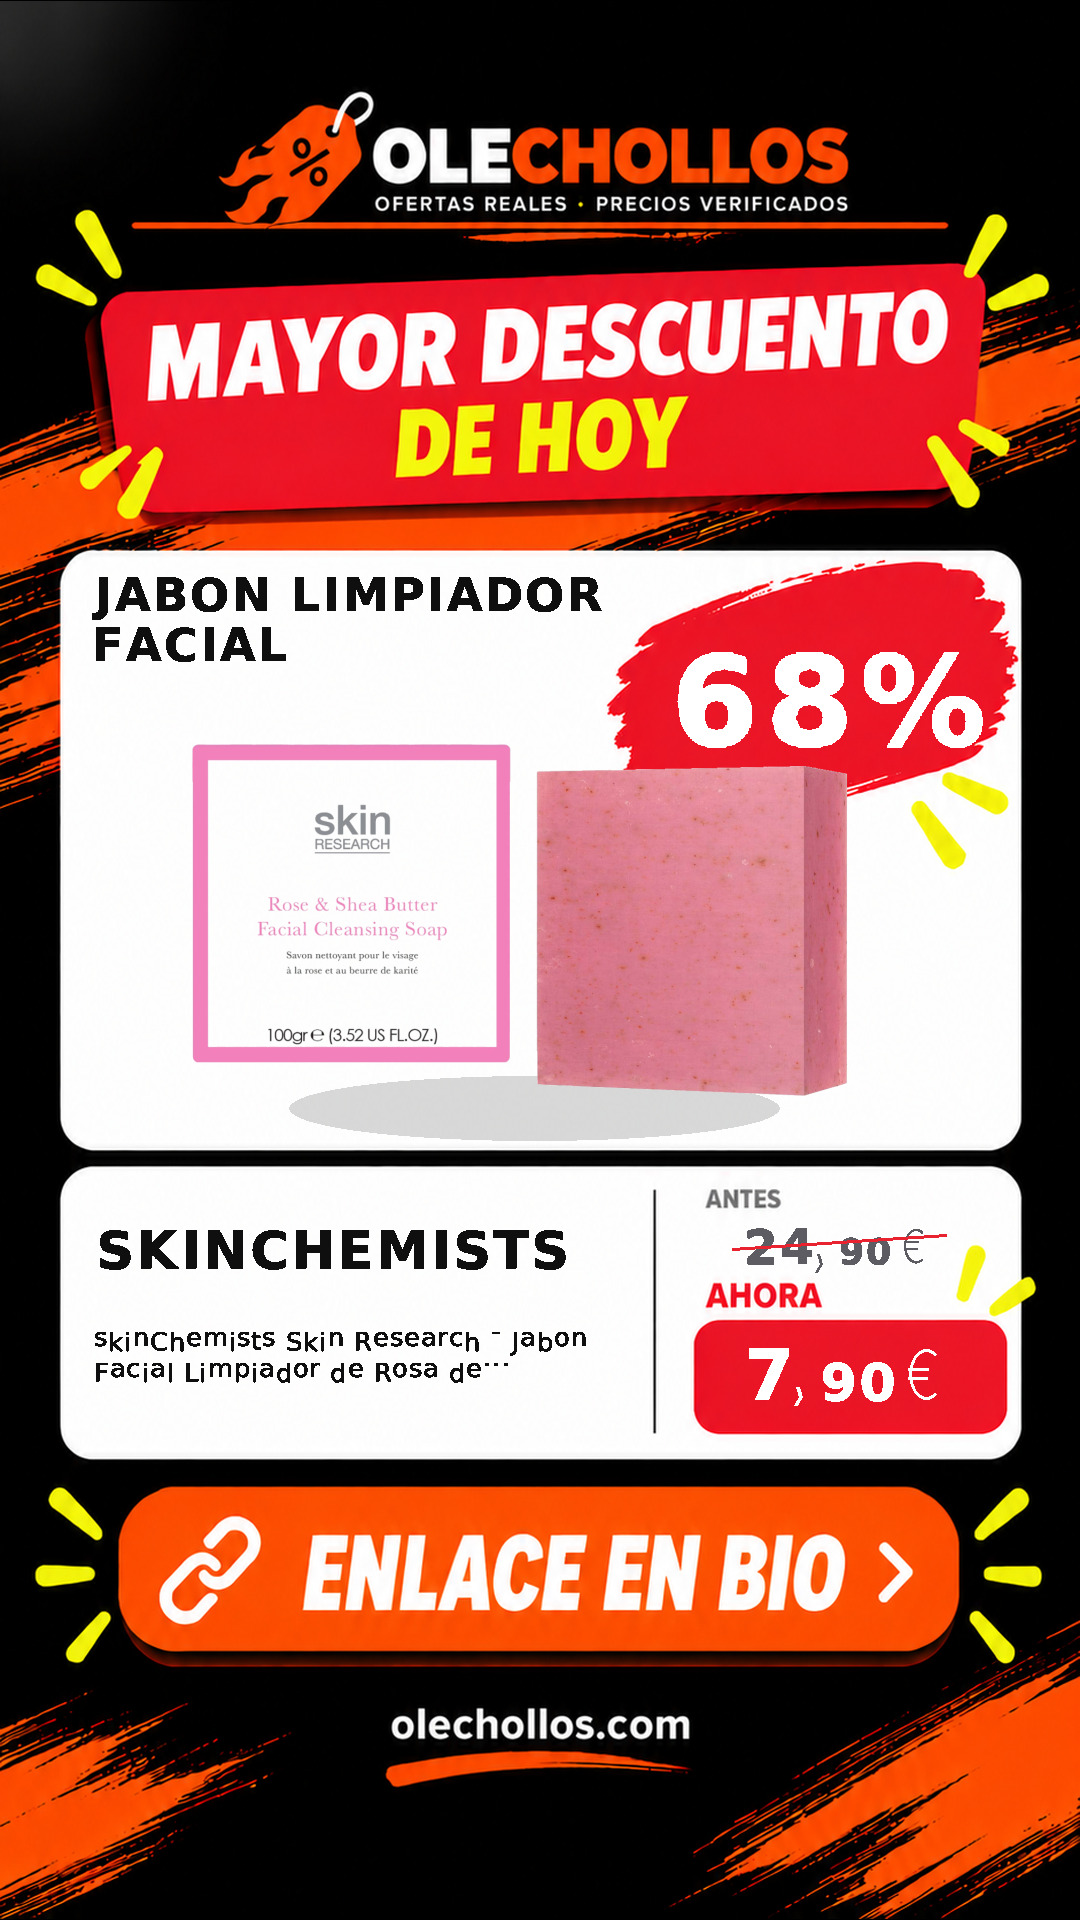 %
OLECHOLLOS
OFERTAS REALES • PRECIOS VERIFICADOS
MAYOR DESCUENTO
DE HOY
JABON LIMPIADOR
FACIAL
68%
skin
RESEARCH
Rose & Shea Butter
Facial Cleansing Soap
Savon nettoyant pour le visage
à la rose et au beurre de karité
100gr ℮ (3.52 US FL.OZ.)
SKINCHEMISTS
skinChemists Skin Research - Jabon
Facial Limpiador de Rosa de...
ANTES
24, 90 €
AHORA
7, 90 €
ENLACE EN BIO
olechollos.com